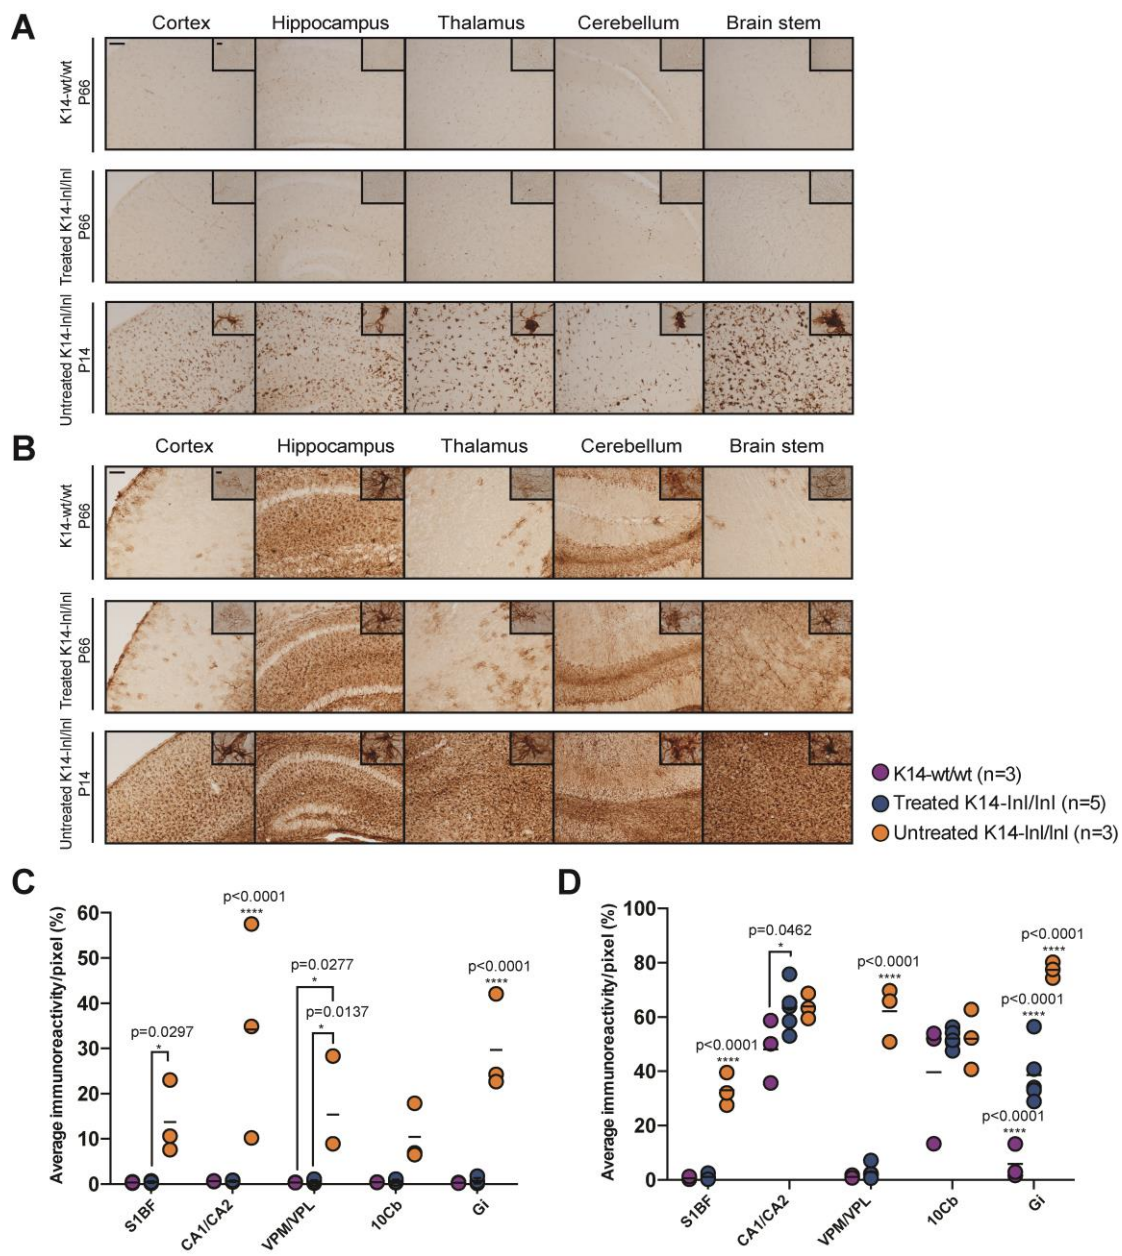 A
Cortex Hippocampus Thalamus Cerebellum Brain stem
K14-wt/wt
P66
Treated K14-lnl/lnl
P66
Untreated K14-lnl/lnl
P14
B
Cortex Hippocampus Thalamus Cerebellum Brain stem
K14-wt/wt
P66
Treated K14-lnl/lnl
P66
Untreated K14-lnl/lnl
P14
K14-wt/wt (n=3)
Treated K14-lnl/lnl (n=5)
Untreated K14-lnl/lnl (n=3)
C
Average immunoreactivity/pixel (%)
60
50
40
30
20
10
0
p=0.0297
*
p<0.0001
****
p=0.0277
*
p=0.0137
*
p<0.0001
****
S1BF
CA1/CA2
VPM/VPL
10Cb
Gi
D
Average immunoreactivity/pixel (%)
100
80
60
40
20
0
p<0.0001
****
p=0.0462
*
p<0.0001
****
p<0.0001
****
p<0.0001
****
p<0.0001
****
S1BF
CA1/CA2
VPM/VPL
10Cb
Gi